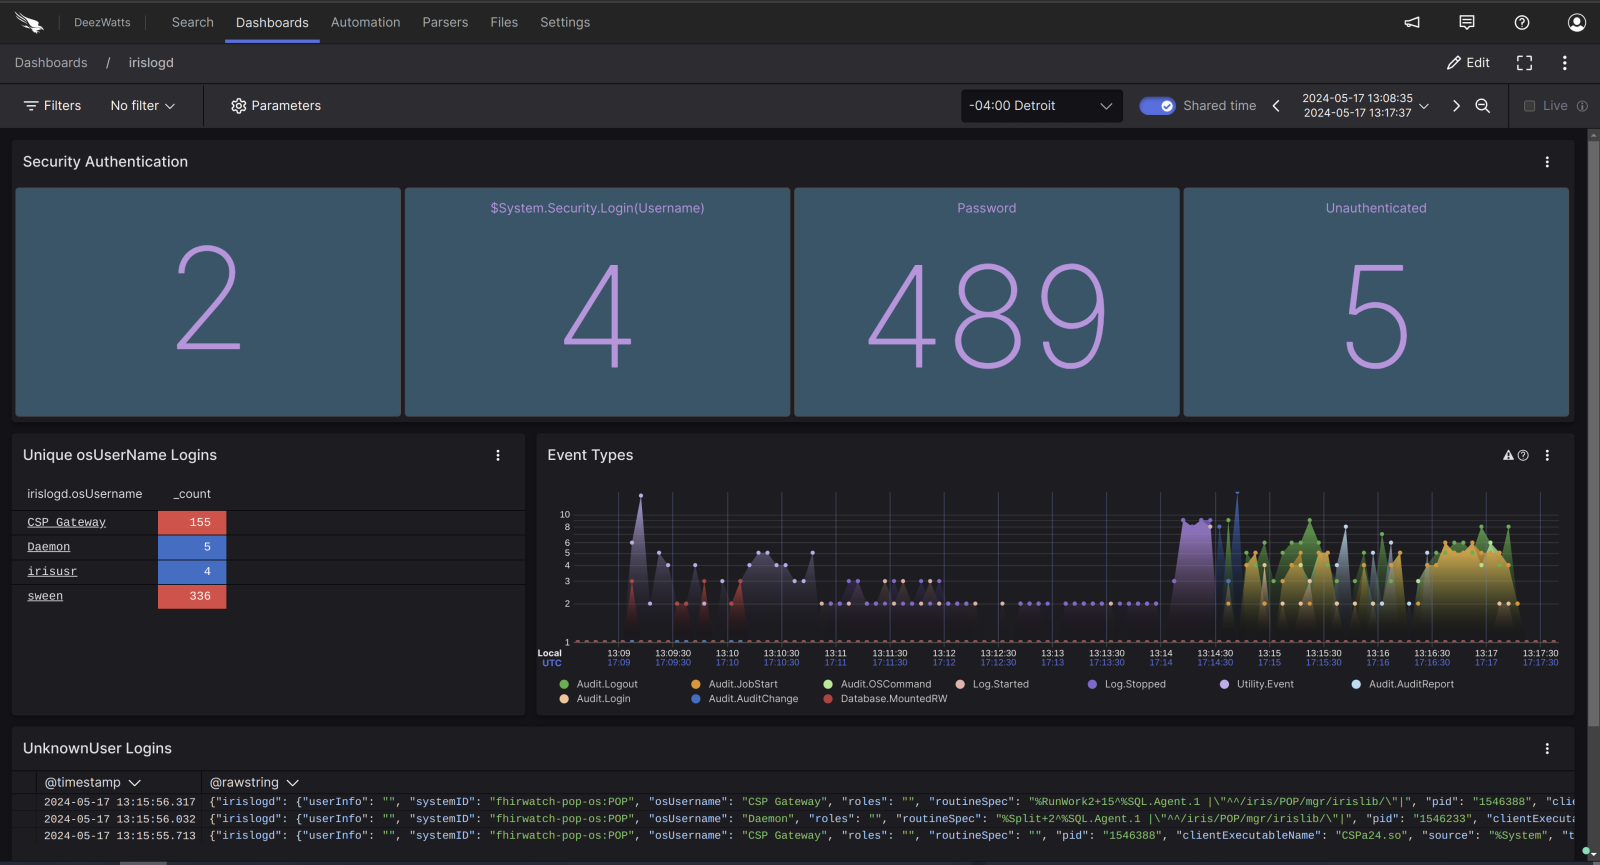 DeezWatts Search Dashboards Automation Parsers Files Settings
Dashboards / irislogd Edit
Filters No filter Parameters -04:00 Detroit Shared time 2024-05-17 13:08:35 Live
2024-05-17 13:17:37
Security Authentication
$System.Security.Login(Username) Password Unauthenticated
2 4 489 5
Unique osUserName Logins
irislogd.osUsername _count
CSP Gateway 155
Daemon 5
irisusr 4
sween 336
Event Types
10
8
6
5
4
3
2
1
Local 13:09 13:09:30 13:10 13:10:30 13:11 13:11:30 13:12 13:12:30 13:13 13:13:30 13:14 13:14:30 13:15 13:15:30 13:16 13:16:30 13:17 13:17:30
UTC 17:09 17:09:30 17:10 17:10:30 17:11 17:11:30 17:12 17:12:30 17:13 17:13:30 17:14 17:14:30 17:15 17:15:30 17:16 17:16:30 17:17 17:17:30
Audit.Logout Audit.JobStart Audit.OSCommand Log.Started Log.Stopped Utility.Event Audit.AuditReport
Audit.Login Audit.AuditChange Database.MountedRW
UnknownUser Logins
@timestamp @rawstring
2024-05-17 13:15:56.317 {"irislogd": {"userInfo": "", "systemID": "fhirwatch-pop-os:POP", "osUsername": "CSP Gateway", "roles": "", "routineSpec": "%RunWork2+15^%SQL.Agent.1 |\"^^/iris/POP/mgr/irislib/\"|", "pid": "1546388", "clie
2024-05-17 13:15:56.032 {"irislogd": {"userInfo": "", "systemID": "fhirwatch-pop-os:POP", "osUsername": "Daemon", "roles": "", "routineSpec": "%Split+2^%SQL.Agent.1 |\"^^/iris/POP/mgr/irislib/\"|", "pid": "1546233", "clientExecuta
2024-05-17 13:15:55.713 {"irislogd": {"userInfo": "", "systemID": "fhirwatch-pop-os:POP", "osUsername": "CSP Gateway", "roles": "", "routineSpec": "", "pid": "1546388", "clientExecutableName": "CSPa24.so", "source": "%System", "t